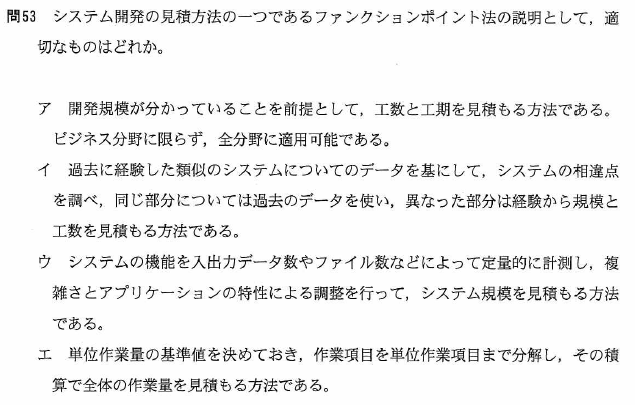 問53 システム開発の見積方法の一つであるファンクションポイント法の説明として，適
切なものはどれか。
ア 開発規模が分かっていることを前提として，工数と工期を見積もる方法である。
ビジネス分野に限らず，全分野に適用可能である。
イ 過去に経験した類似のシステムについてのデータを基にして，システムの相違点
を調べ，同じ部分については過去のデータを使い，異なった部分は経験から規模と
工数を見積もる方法である。
ウ システムの機能を入出力データ数やファイル数などによって定量的に計測し，複
雑さとアプリケーションの特性による調整を行って，システム規模を見積もる方法
である。
エ 単位作業量の基準値を決めておき，作業項目を単位作業項目まで分解し，その積
算で全体の作業量を見積もる方法である。